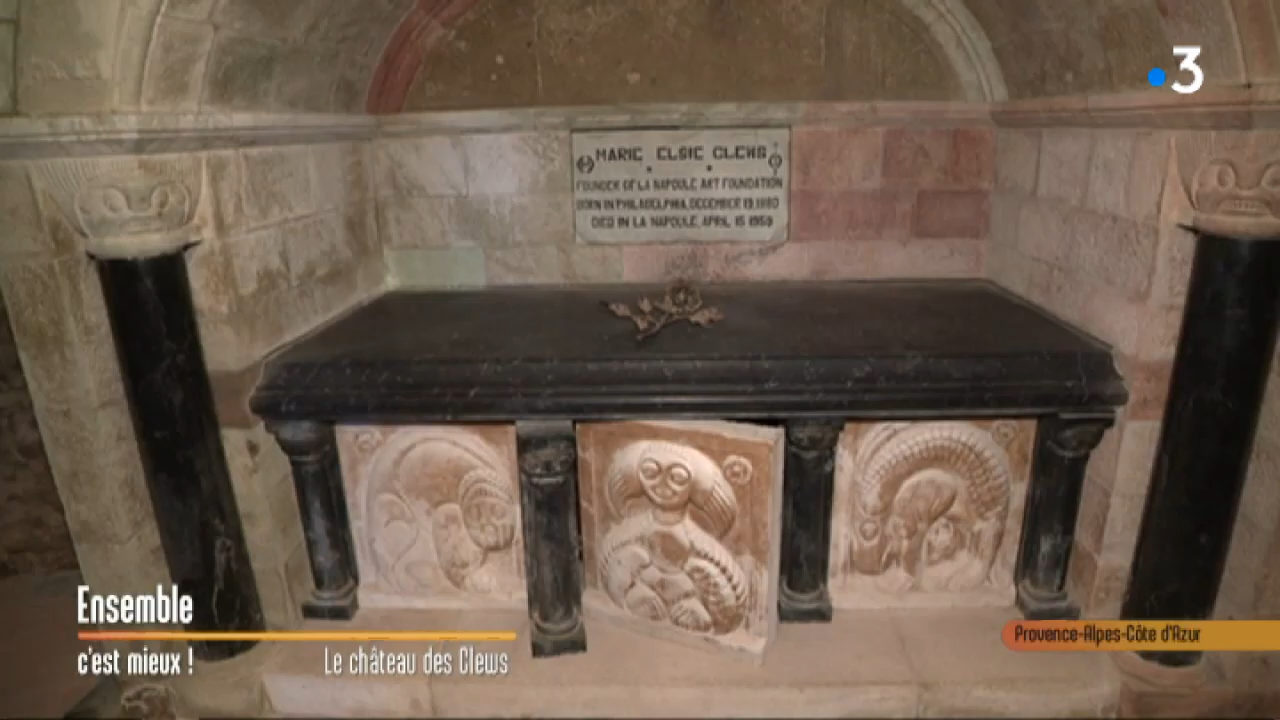 3
MARIE ELSIE CLEWS
FOUNDER OF LA NAPOULE ART FOUNDATION
BORN IN PHILADELPHIA, DECEMBER 19 1880
DIED IN LA NAPOULE, APRIL 15 1959
Ensemble
c'est mieux !
Le château des Clews
Provence-Alpes-Côte d'Azur